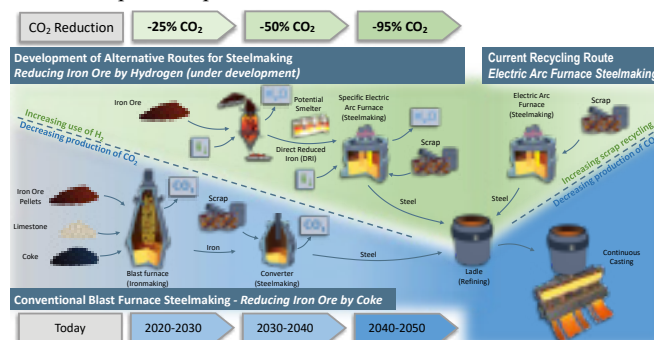 CO₂ Reduction
-25% CO₂
-50% CO₂
-95% CO₂
Development of Alternative Routes for Steelmaking
Reducing Iron Ore by Hydrogen (under development)
Current Recycling Route
Electric Arc Furnace Steelmaking
Iron Ore
H₂O
Potential
Smelter
Specific Electric
Arc Furnace
(Steelmaking)
H₂O
Electric Arc
Furnace
(Steelmaking)
Scrap
Increasing use of H₂
Decreasing production of CO₂
H₂
Direct Reduced
Iron (DRI)
H₂
Scrap
Increasing scrap recycling
Decreasing production of CO
Steel
Steel
Iron Ore
Pellets
CO₂
Scrap
CO₂
Limestone
Coke
Iron
Steel
Blast furnace
(Ironmaking)
Converter
(Steelmaking)
Ladle
(Refining)
Continuous
Casting
Conventional Blast Furnace Steelmaking - Reducing Iron Ore by Coke
Today
2020-2030
2030-2040
2040-2050